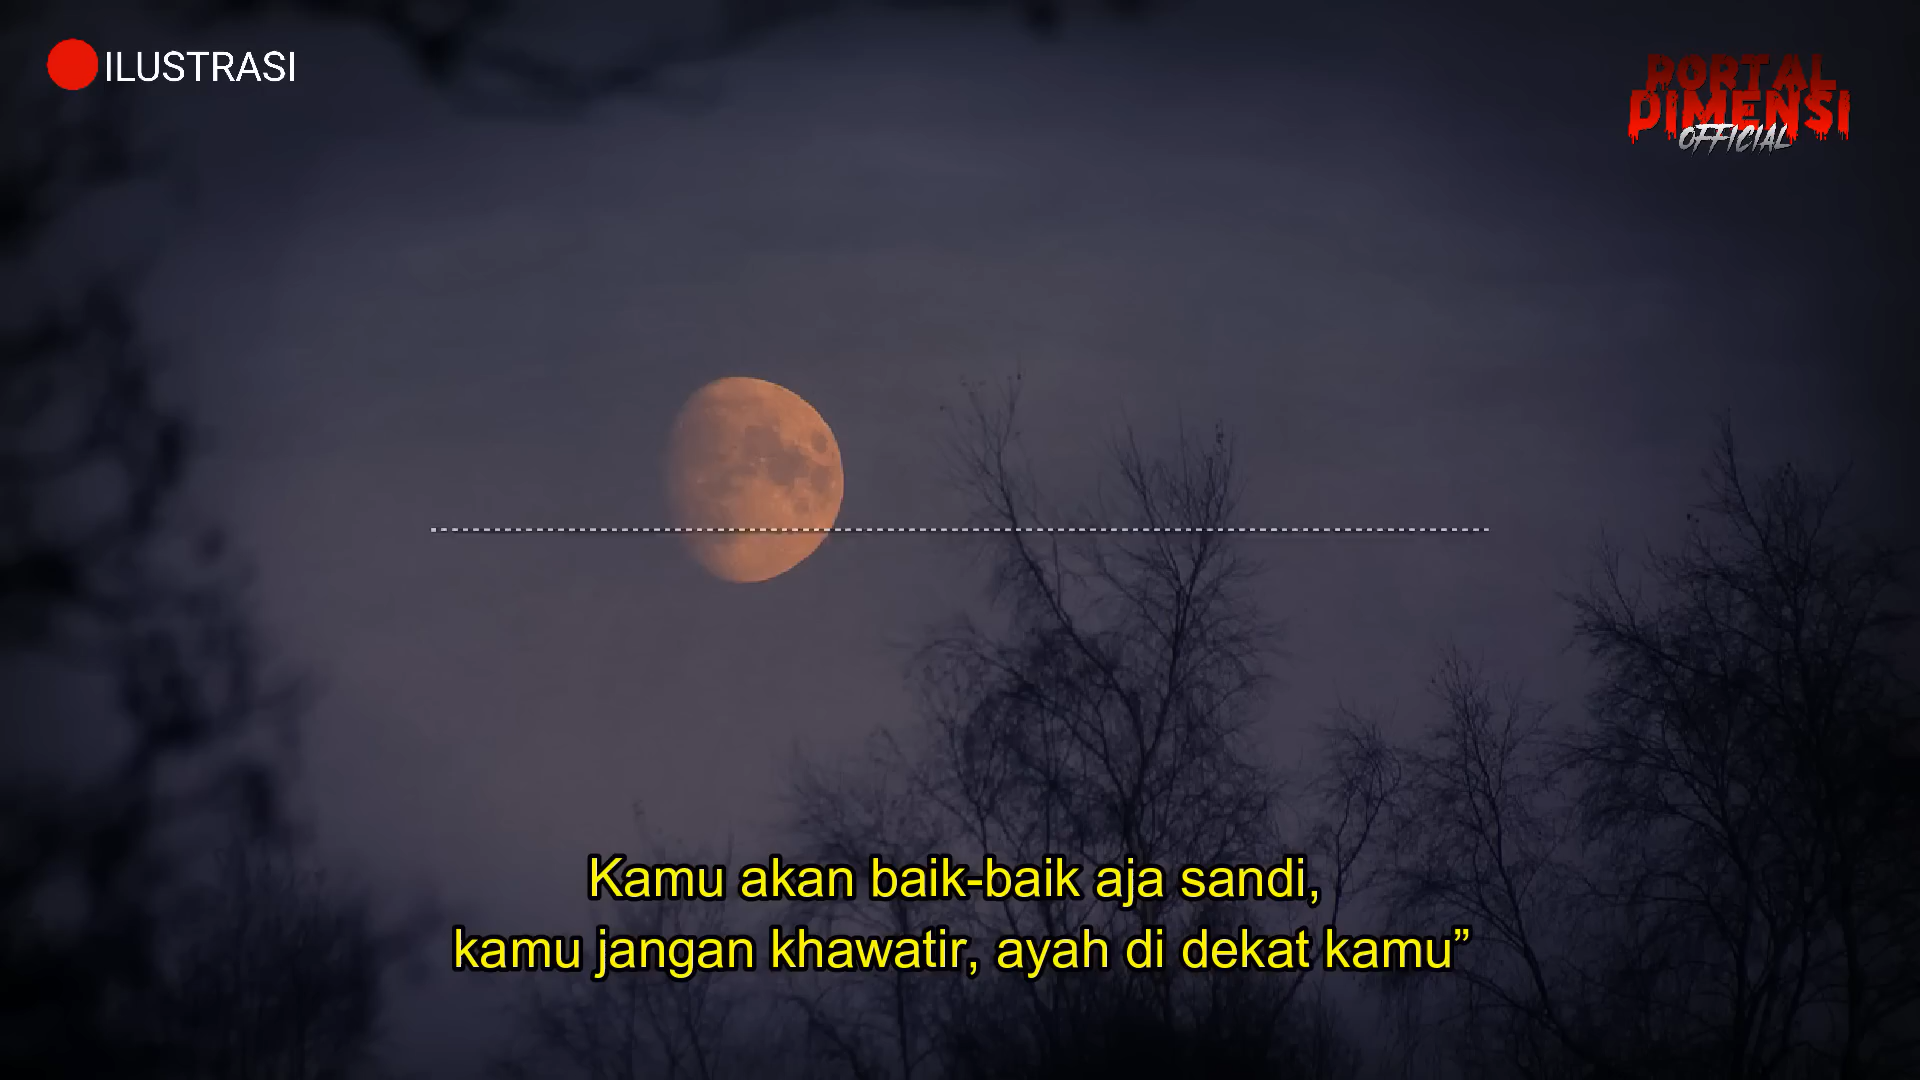 ILUSTRASI
PORTAL
DIMENSI
OFFICIAL
Kamu akan baik-baik aja sandi,
kamu jangan khawatir, ayah di dekat kamu”